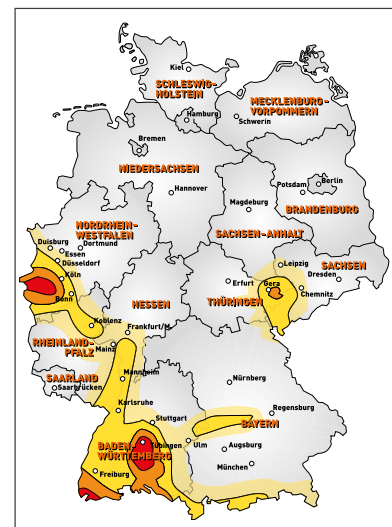 Kiel
SCHLESWIG-
HOLSTEIN
MECKLENBURG-
VORPOMMERN
Hamburg
Schwerin
Bremen
NIEDERSACHSEN
Berlin
Potsdam
Hannover
Magdeburg
BRANDENBURG
NORDRHEIN-
WESTFALEN
SACHSEN-ANHALT
Duisburg
Dortmund
Essen
Düsseldorf
Leipzig
SACHSEN
Köln
Erfurt
Gera
Dresden
Bonn
HESSEN
THÜRINGEN
Chemnitz
Koblenz
Frankfurt/M.
RHEINLAND-
PFALZ
Mainz
SAARLAND
Mannheim
Nürnberg
Saarbrücken
Karlsruhe
Regensburg
Stuttgart
BAYERN
BADEN-
WÜRTTEMBERG
Tübingen
Ulm
Augsburg
München
Freiburg